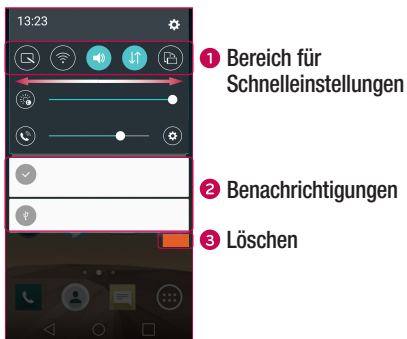 13:23
1 Bereich für
Schnelleinstellungen
2 Benachrichtigungen
3 Löschen